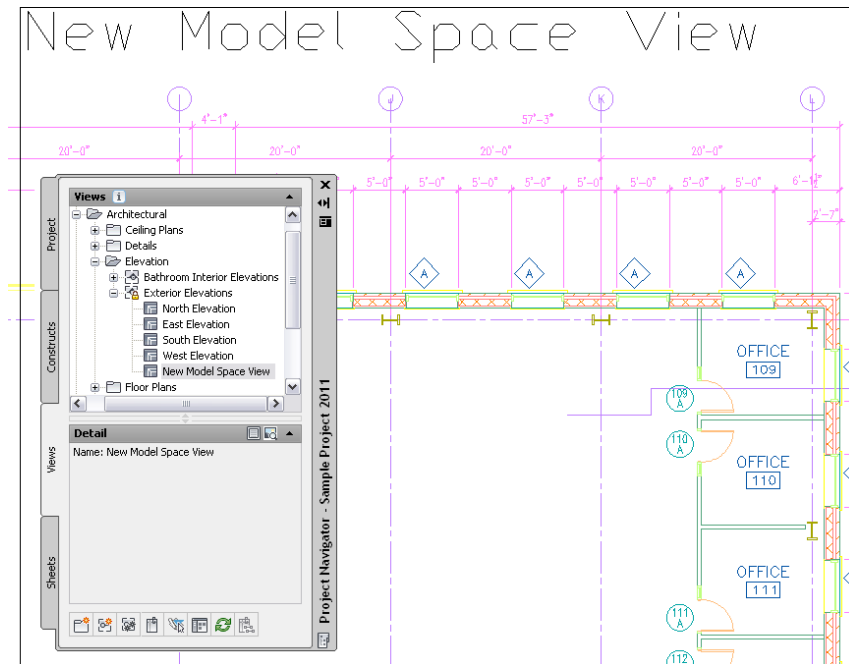 New Model Space View
J K L
4'-1" 57'-3"
20'-0" 20'-0" 20'-0" 20'-0"
5'-0" 5'-0" 5'-0" 5'-0" 5'-0" 5'-0" 5'-0" 5'-0"
2'-7"
A A A A
Project
Constructs
Views
Sheets
Views i
Architectural
Ceiling Plans
Details
Elevation
Bathroom Interior Elevations
Exterior Elevations
North Elevation
East Elevation
South Elevation
West Elevation
New Model Space View
Floor Plans
Detail
Name: New Model Space View
Project Navigator - Sample Project 2011
OFFICE
109
109
A
110
A
OFFICE
110
OFFICE
111
111
A
112